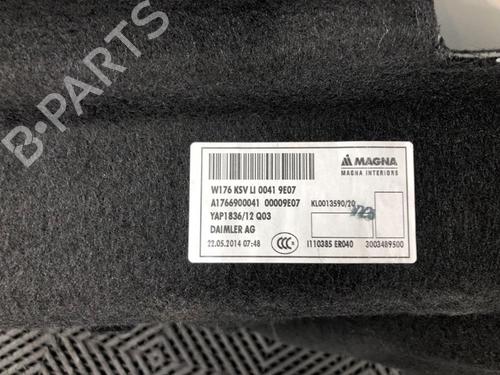 B-PARTS
MAGNA
MAGNA INTERIORS
W176 KSV LI 0041 9E07
A1766900041 00009E07
KL0013590/20
YAP1836/12 Q03
DAIMLER AG
22.05.2014 07:48
CCC
I110385 ER040
3003489500